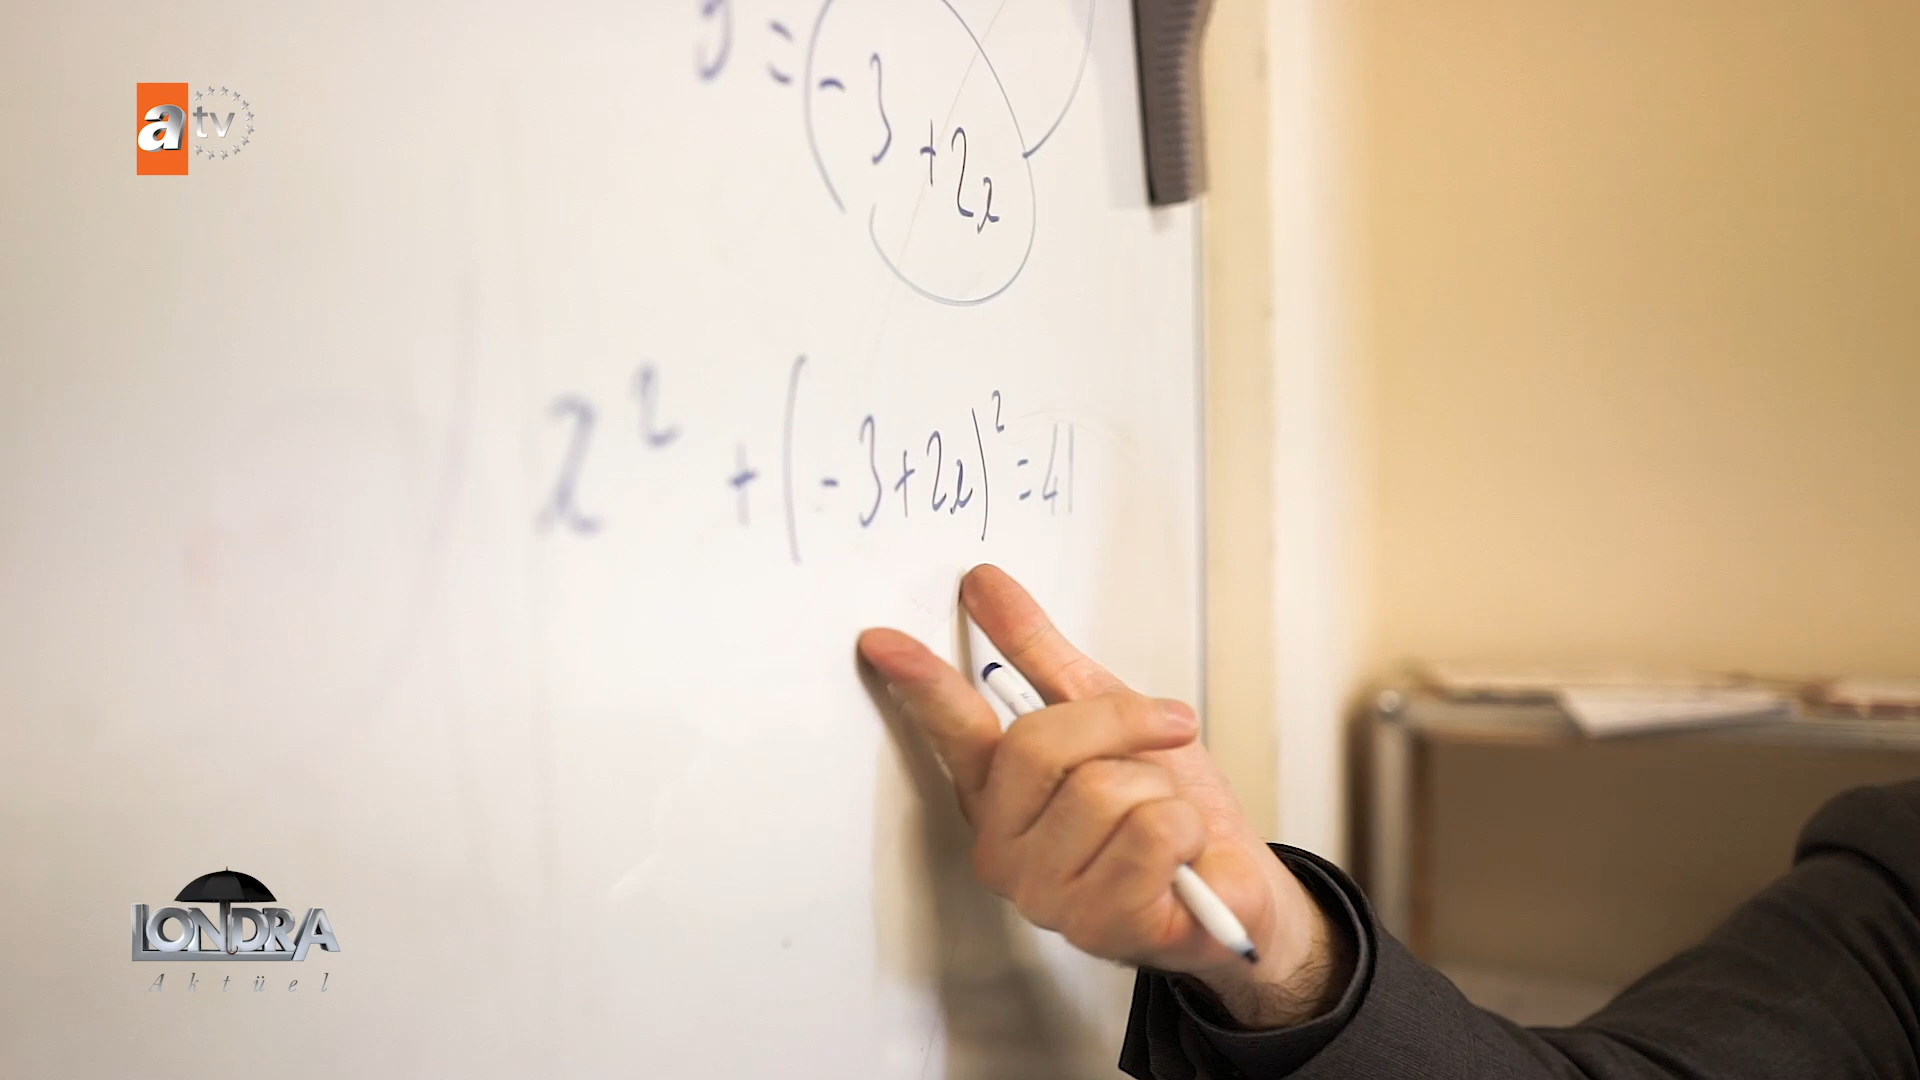 y = -3 + 2x
atv
x² + (-3 + 2x)² = 41
LONDRA
Aktüel